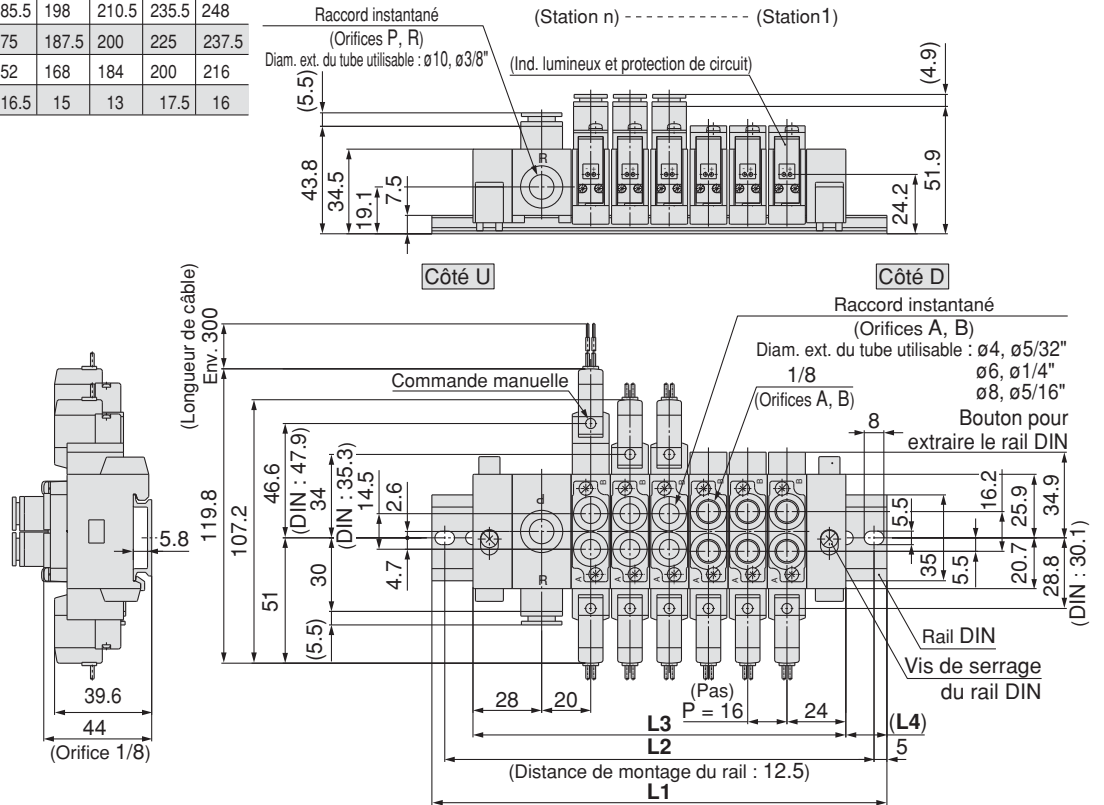 85.5 198 210.5 235.5 248
75 187.5 200 225 237.5
52 168 184 200 216
16.5 15 13 17.5 16
Raccord instantané
(Orifices P, R)
Diam. ext. du tube utilisable : ø10, ø3/8"
(Station n) (Station1)
(Ind. lumineux et protection de circuit)
(5.5)
43.8
34.5
19.1
7.5
R
(4.9)
51.9
24.2
Côté U
Côté D
Raccord instantané
(Orifices A, B)
Diam. ext. du tube utilisable : ø4, ø5/32"
ø6, ø1/4"
ø8, ø5/16"
1/8
(Orifices A, B)
Bouton pour
extraire le rail DIN
(Longueur de câble)
Env. 300
Commande manuelle
119.8
107.2
46.6
(DIN : 47.9)
34
(DIN : 35.3)
14.5
2.6
4.7
30
51
(5.5)
8
5.5
16.2
25.9
34.9
35
5.5
20.7
28.8
(DIN : 30.1)
5.8
39.6
44
(Orifice 1/8)
Rail DIN
Vis de serrage
du rail DIN
28
20
(Pas)
P = 16
24
L3
(L4)
L2
5
(Distance de montage du rail : 12.5)
L1